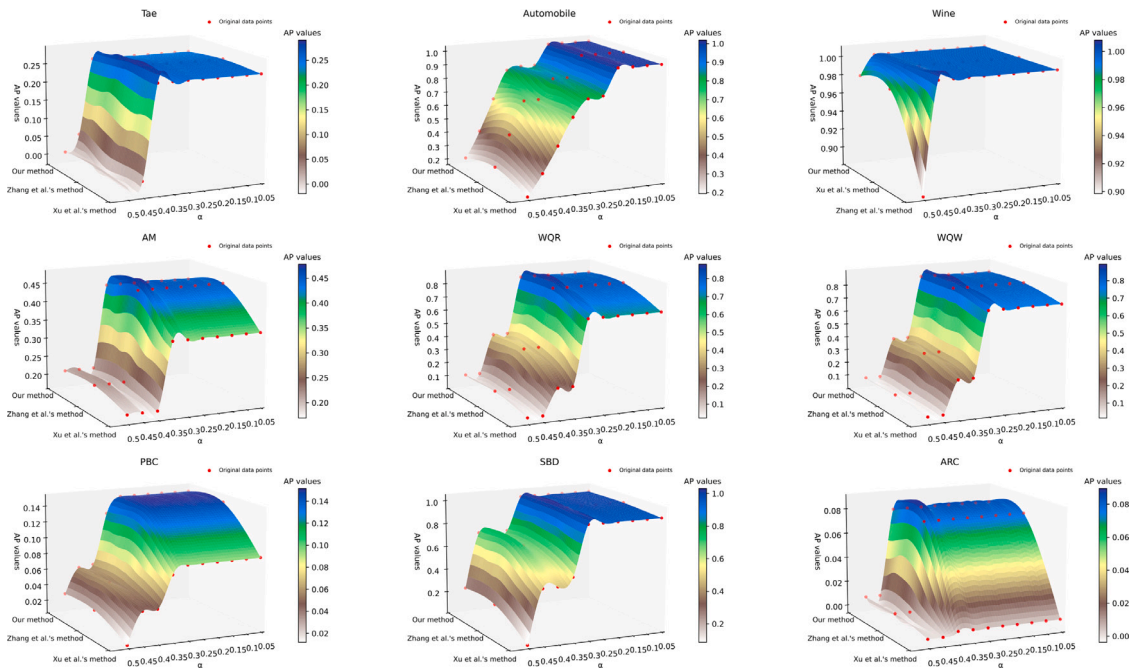 Tae
Original data points
AP values
0.25
0.20
0.15
0.10
0.05
0.00
AP values
Our method
Zhang et al.'s method
Xu et al.'s method
0.5 0.45 0.4 0.35 0.3 0.25 0.2 0.15 0.1 0.05
α
0.25
0.20
0.15
0.10
0.05
0.00
Automobile
Original data points
AP values
1.0
0.9
0.8
0.7
0.6
0.5
0.4
0.3
0.2
AP values
Our method
Zhang et al.'s method
Xu et al.'s method
0.5 0.45 0.4 0.35 0.3 0.25 0.2 0.15 0.1 0.05
α
1.0
0.9
0.8
0.7
0.6
0.5
0.4
0.3
0.2
Wine
Original data points
AP values
1.00
0.98
0.96
0.94
0.92
0.90
AP values
Our method
Xu et al.'s method
Zhang et al.'s method
0.5 0.45 0.4 0.35 0.3 0.25 0.2 0.15 0.1 0.05
α
1.00
0.98
0.96
0.94
0.92
0.90
AM
Original data points
AP values
0.45
0.40
0.35
0.30
0.25
0.20
AP values
Our method
Zhang et al.'s method
Xu et al.'s method
0.5 0.45 0.4 0.35 0.3 0.25 0.2 0.15 0.1 0.05
α
0.45
0.40
0.35
0.30
0.25
0.20
WQR
Original data points
AP values
0.8
0.7
0.6
0.5
0.4
0.3
0.2
0.1
AP values
Our method
Zhang et al.'s method
Xu et al.'s method
0.5 0.45 0.4 0.35 0.3 0.25 0.2 0.15 0.1 0.05
α
0.8
0.7
0.6
0.5
0.4
0.3
0.2
0.1
WQW
Original data points
AP values
0.8
0.7
0.6
0.5
0.4
0.3
0.2
0.1
AP values
Our method
Zhang et al.'s method
Xu et al.'s method
0.5 0.45 0.4 0.35 0.3 0.25 0.2 0.15 0.1 0.05
α
0.8
0.7
0.6
0.5
0.4
0.3
0.2
0.1
PBC
Original data points
AP values
0.14
0.12
0.10
0.08
0.06
0.04
0.02
AP values
Our method
Zhang et al.'s method
Xu et al.'s method
0.5 0.45 0.4 0.35 0.3 0.25 0.2 0.15 0.1 0.05
α
0.14
0.12
0.10
0.08
0.06
0.04
0.02
SBD
Original data points
AP values
1.0
0.8
0.6
0.4
0.2
AP values
Our method
Zhang et al.'s method
Xu et al.'s method
0.5 0.45 0.4 0.35 0.3 0.25 0.2 0.15 0.1 0.05
α
1.0
0.8
0.6
0.4
0.2
ARC
Original data points
AP values
0.08
0.06
0.04
0.02
0.00
AP values
Our method
Zhang et al.'s method
Xu et al.'s method
0.5 0.45 0.4 0.35 0.3 0.25 0.2 0.15 0.1 0.05
α
0.08
0.06
0.04
0.02
0.00